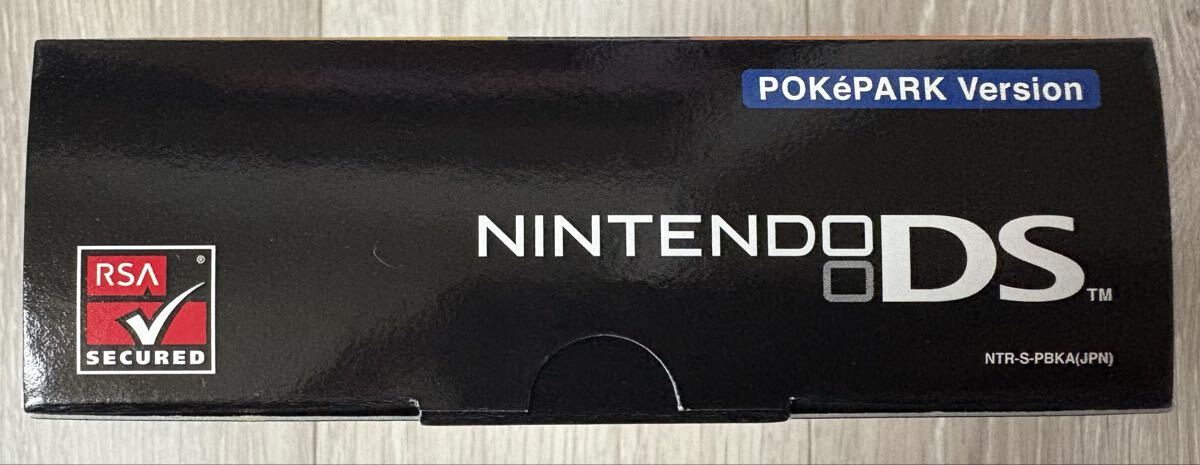 POKéPARK Version
NINTENDO DS™
RSA®
SECURED
NTR-S-PBKA(JPN)